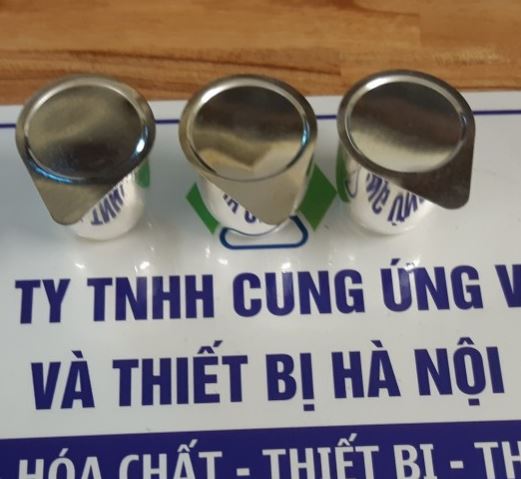 TY TNHH CUNG ỨNG V
VÀ THIẾT BỊ HÀ NỘI
HÓA CHẤT - THIẾT BỊ - TH